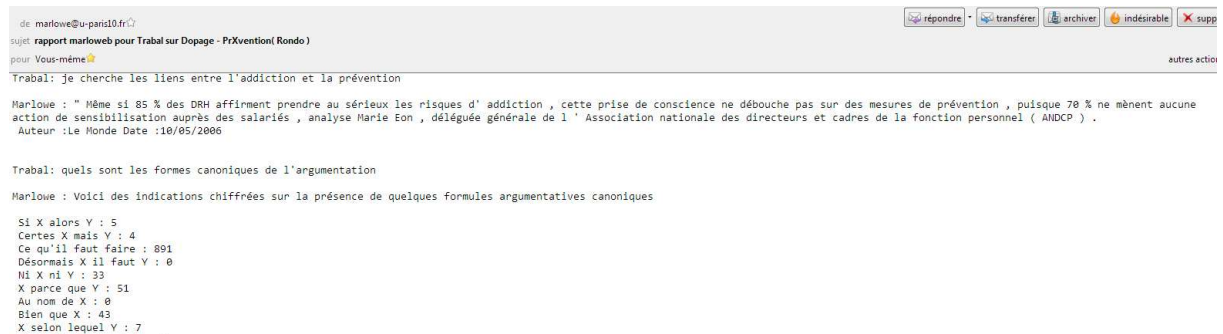 de marlowe@u-paris10.fr
répondre transférer archiver indésirable supp
sujet rapport marloweb pour Trabal sur Dopage - PrXvention( Rondo )
pour Vous-même
autres action
Trabal: je cherche les liens entre l'addiction et la prévention
Marlowe : " Même si 85 % des DRH affirment prendre au sérieux les risques d' addiction , cette prise de conscience ne débouche pas sur des mesures de prévention , puisque 70 % ne mènent aucune
action de sensibilisation auprès des salariés , analyse Marie Eon , déléguée générale de l ' Association nationale des directeurs et cadres de la fonction personnel ( ANDCP ) .
Auteur :Le Monde Date :10/05/2006
Trabal: quels sont les formes canoniques de l'argumentation
Marlowe : Voici des indications chiffrées sur la présence de quelques formules argumentatives canoniques
Si X alors Y : 5
Certes X mais Y : 4
Ce qu'il faut faire : 891
Désormais X il faut Y : 0
Ni X ni Y : 33
X parce que Y : 51
Au nom de X : 0
Bien que X : 43
X selon lequel Y : 7